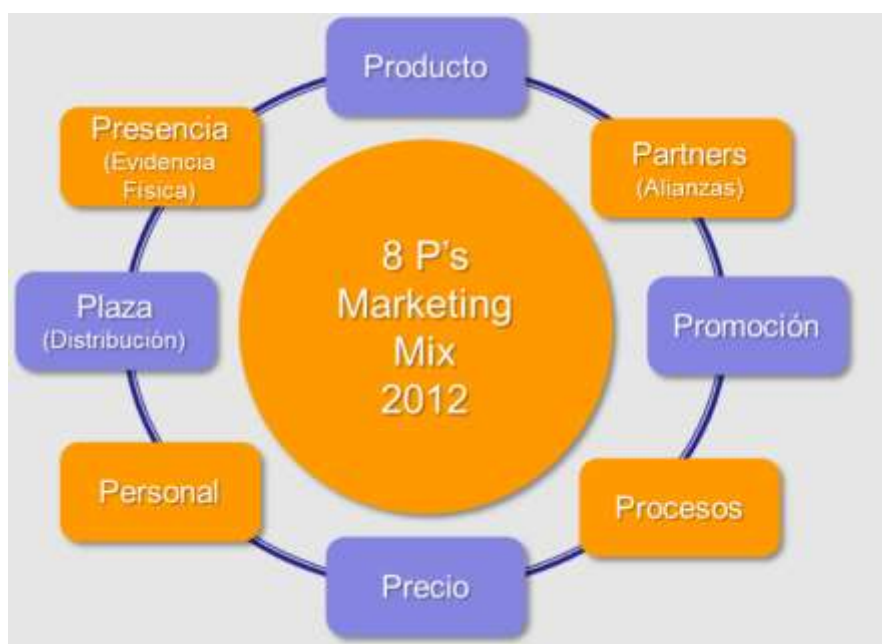 Producto
Presencia
(Evidencia
Física)
Partners
(Alianzas)
8 P's
Marketing
Mix
2012
Plaza
(Distribución)
Promoción
Personal
Procesos
Precio